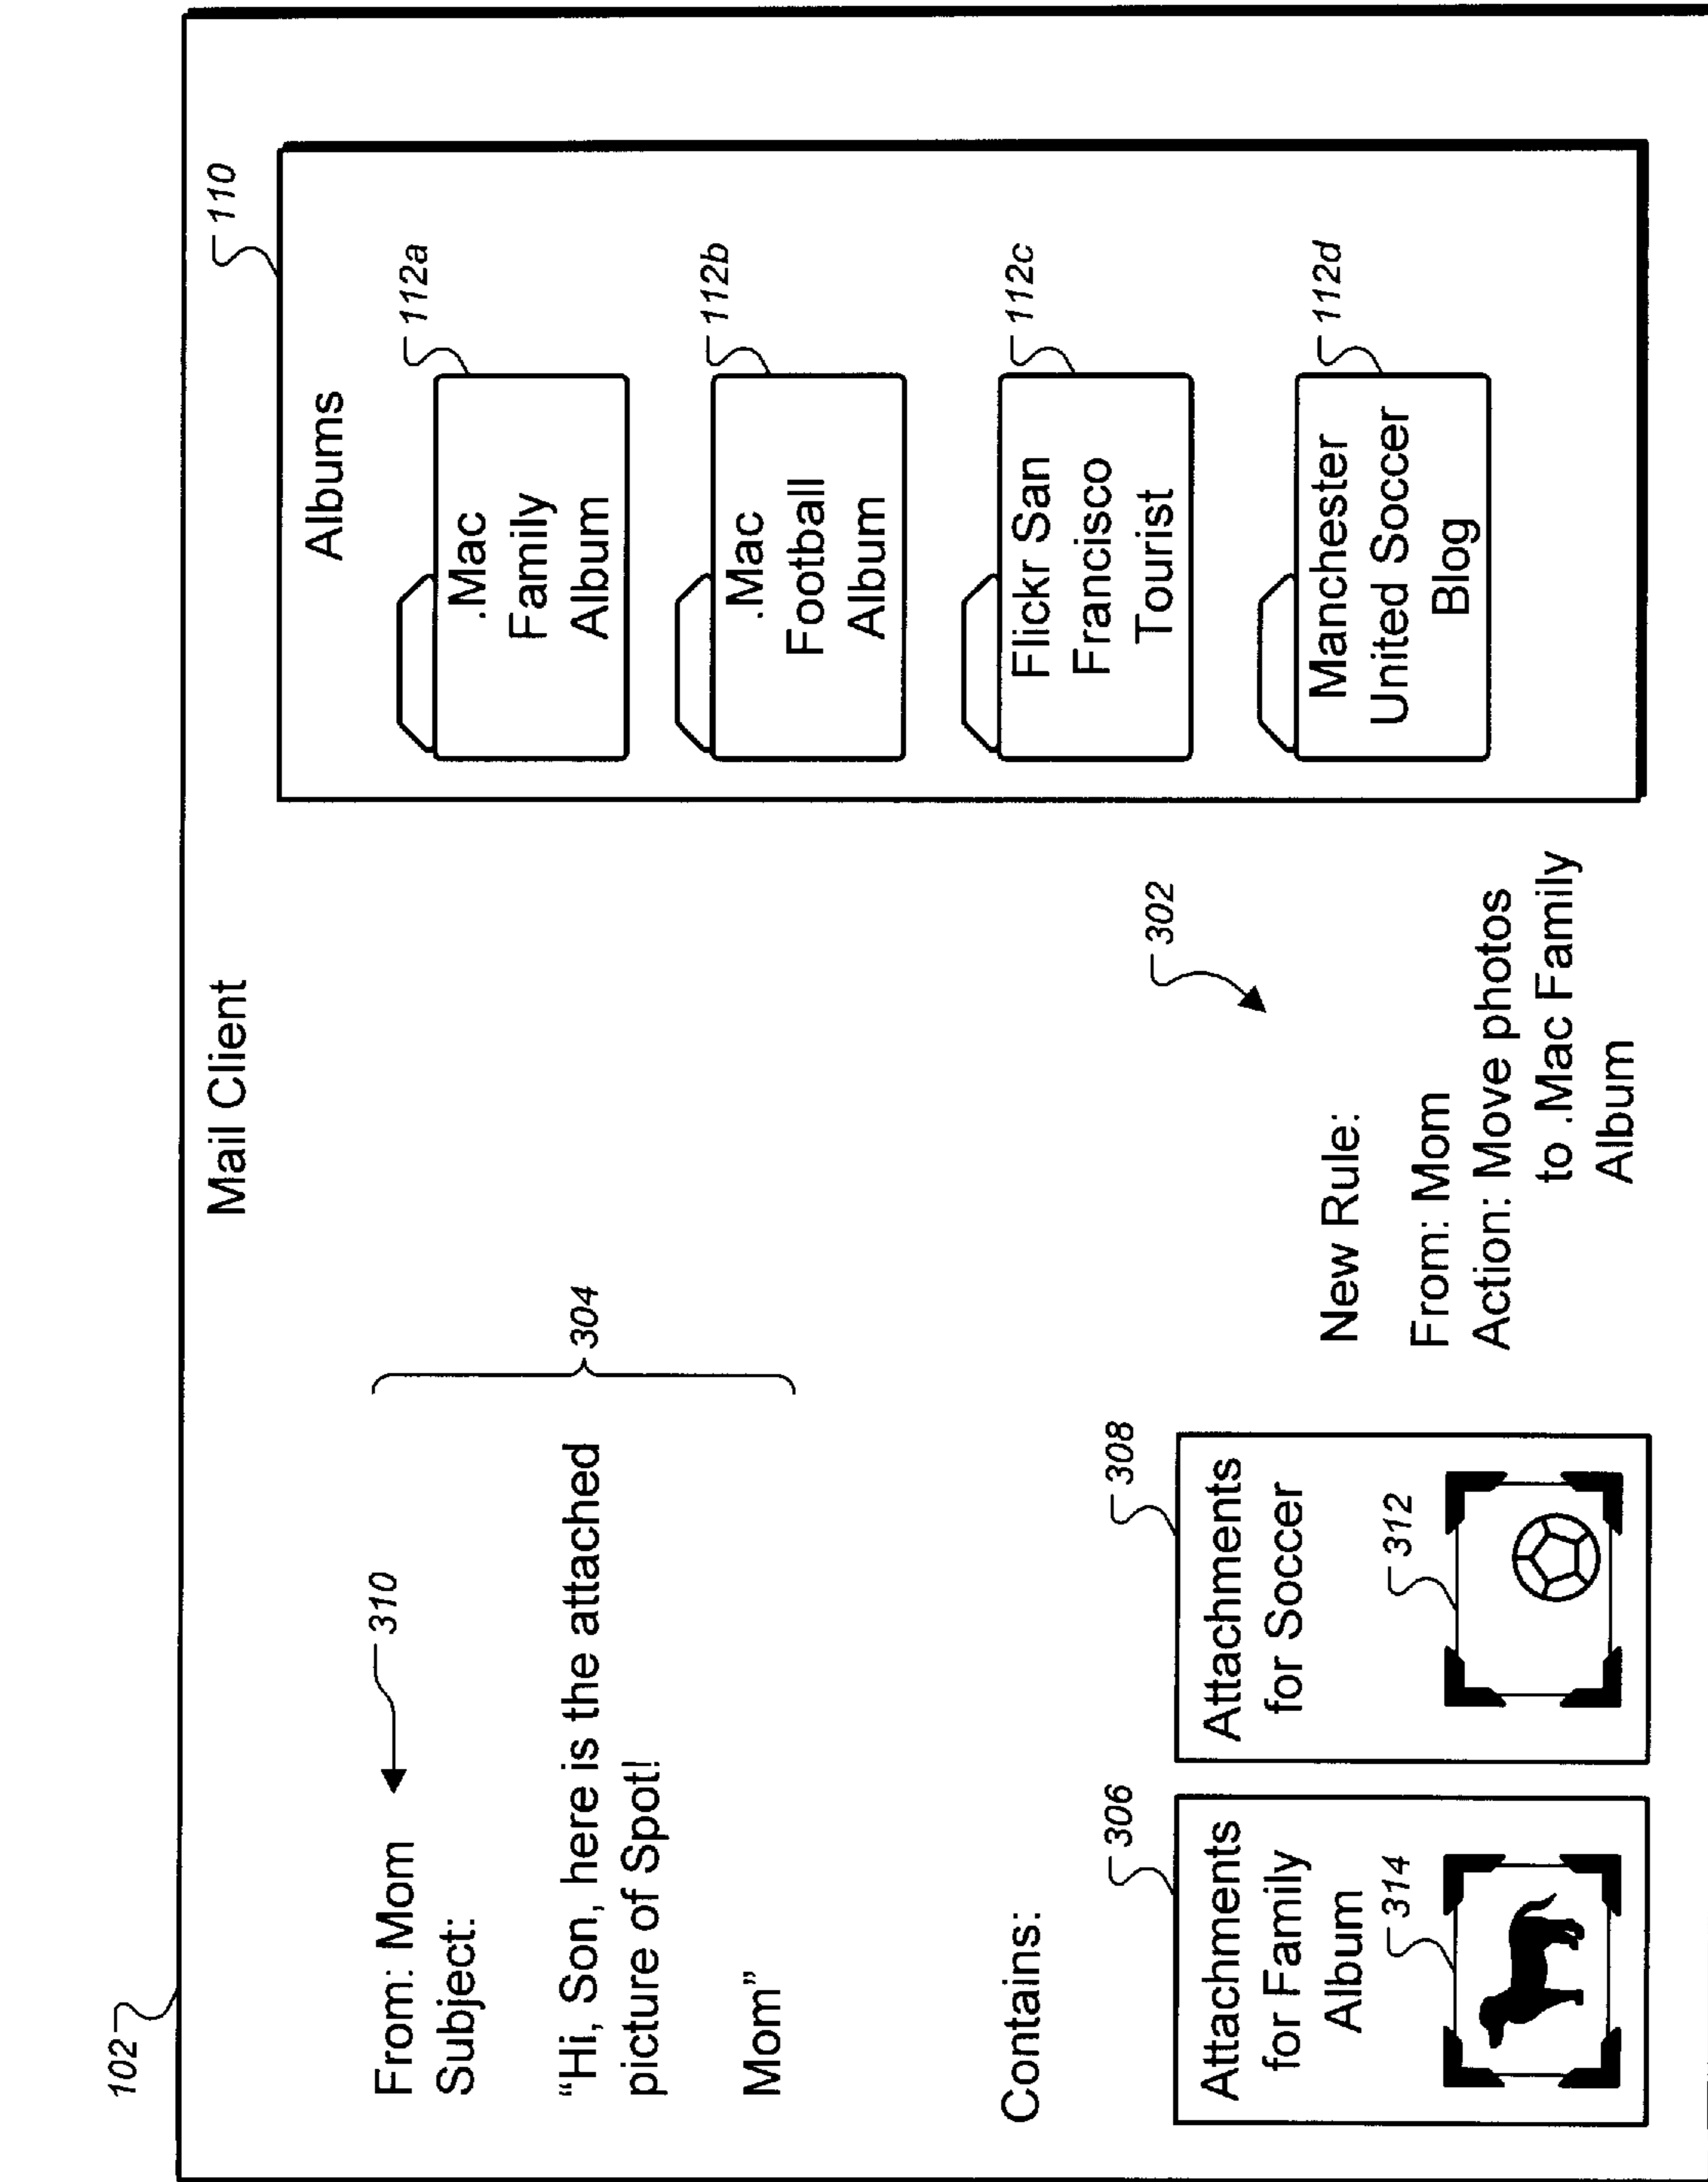 102
Mail Client
110
From: Mom
Subject:
310
“Hi, Son, here is the attached
picture of Spot!
Mom”
304
Contains:
306
Attachments
for Family
Album
314
308
Attachments
for Soccer
312
302
New Rule:
From: Mom
Action: Move photos
to .Mac Family
Album
Albums
112a
.Mac
Family
Album
112b
.Mac
Football
Album
112c
Flickr San
Francisco
Tourist
112d
Manchester
United Soccer
Blog